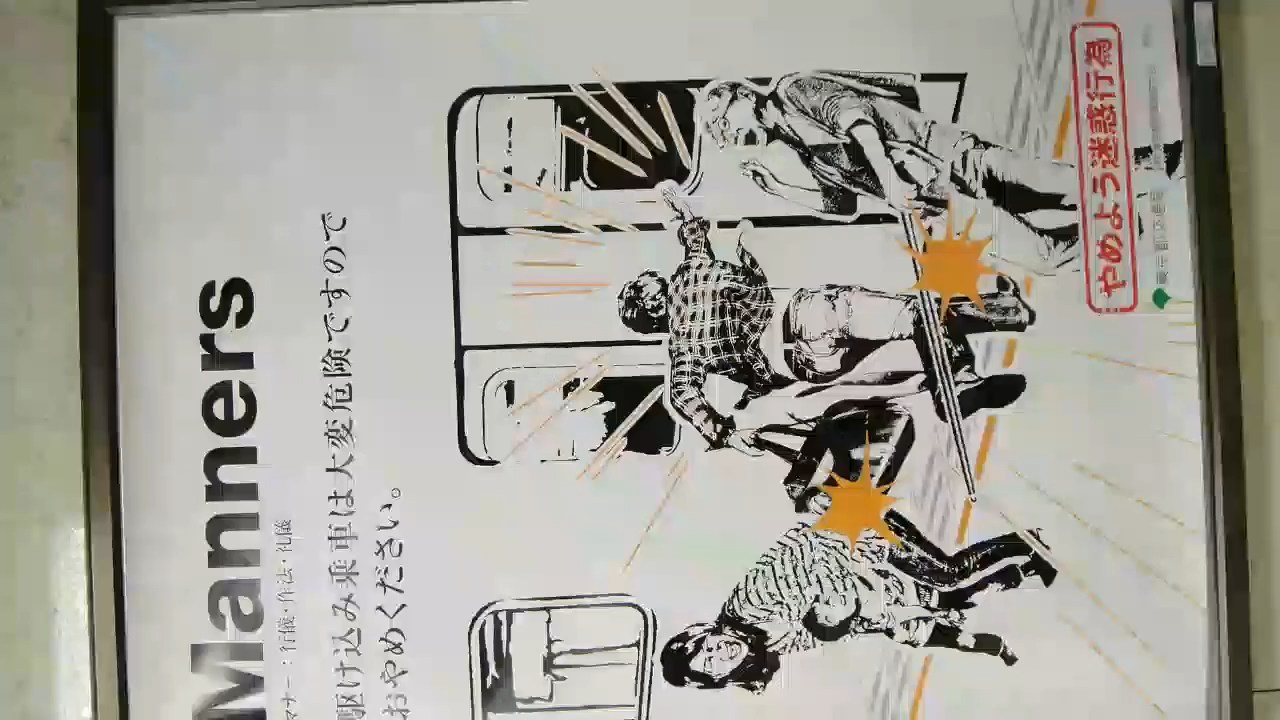 Manners
マナー：行儀・作法・礼儀
駆け込み乗車は大変危険ですので
おやめください。
やめよう迷惑行為